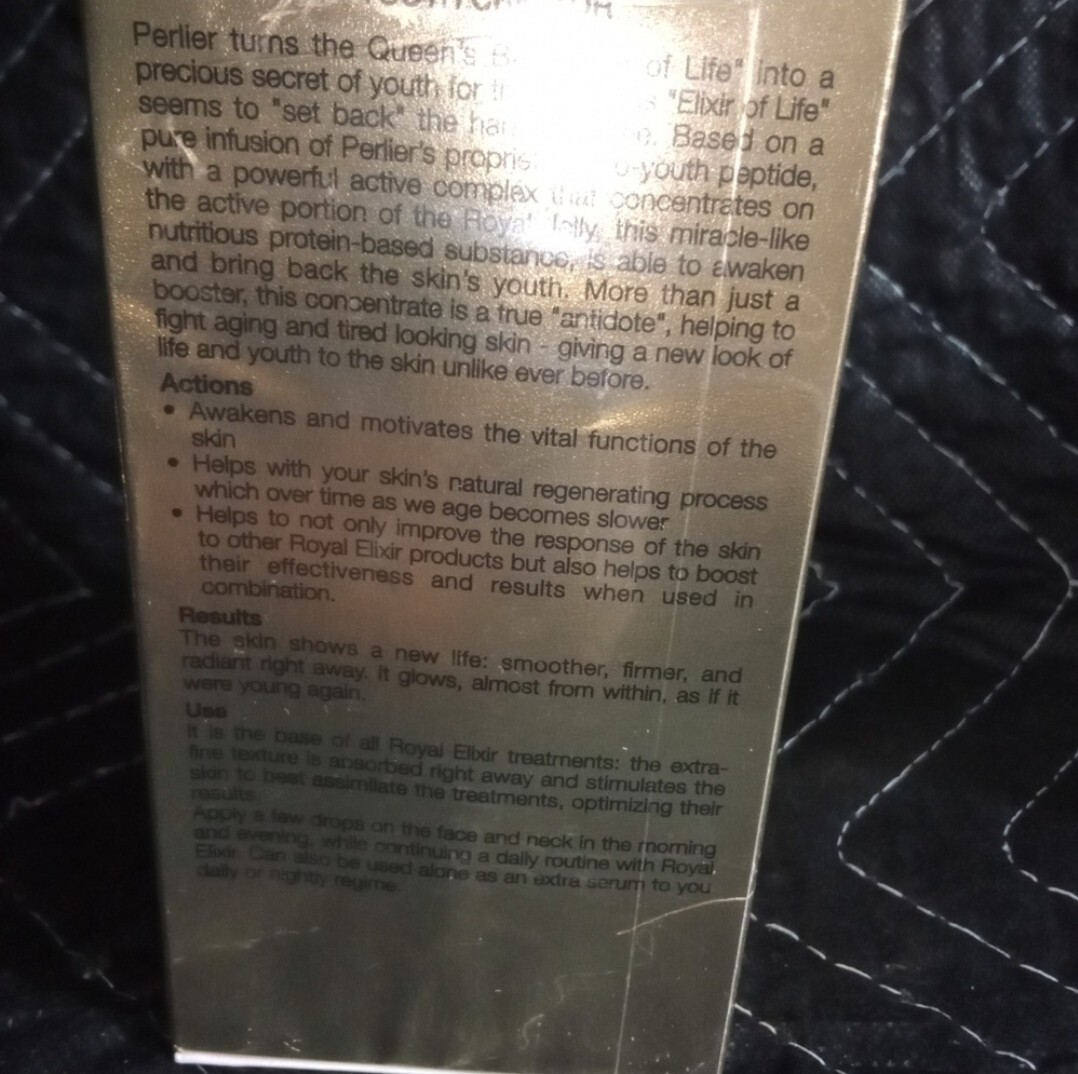 Perlier turns the Queen's of Life" into a
precious secret of youth for "Elixir of Life"
seems to "set back" the Based on a
pure infusion of Perlier's peptide,
with a powerful active complex that concentrates on
the active portion of the Royal Jelly, this miracle-like
nutritious protein-based substance, is able to awaken
and bring back the skin's youth. More than just a
booster, this concentrate is a true "antidote", helping to
fight aging and tired looking skin - giving a new look of
life and youth to the skin unlike ever before.
Actions
• Awakens and motivates the vital functions of the
skin
• Helps with your skin's natural regenerating process
which over time as we age becomes slower
• Helps to not only improve the response of the skin
to other Royal Elixir products but also helps to boost
their effectiveness and results when used in
combination.
Results
The skin shows a new life: smoother, firmer, and
radiant right away. It glows, almost from within, as if it
were young again.
Use
It is the base of all Royal Elixir treatments: the extra-
fine texture is absorbed right away and stimulates the
skin to best assimilate the treatments, optimizing their
results.
Apply a few drops on the face and neck in the morning
and evening, while continuing a daily routine with Royal
Elixir. Can also be used alone as an extra serum to you
daily or nightly regime.